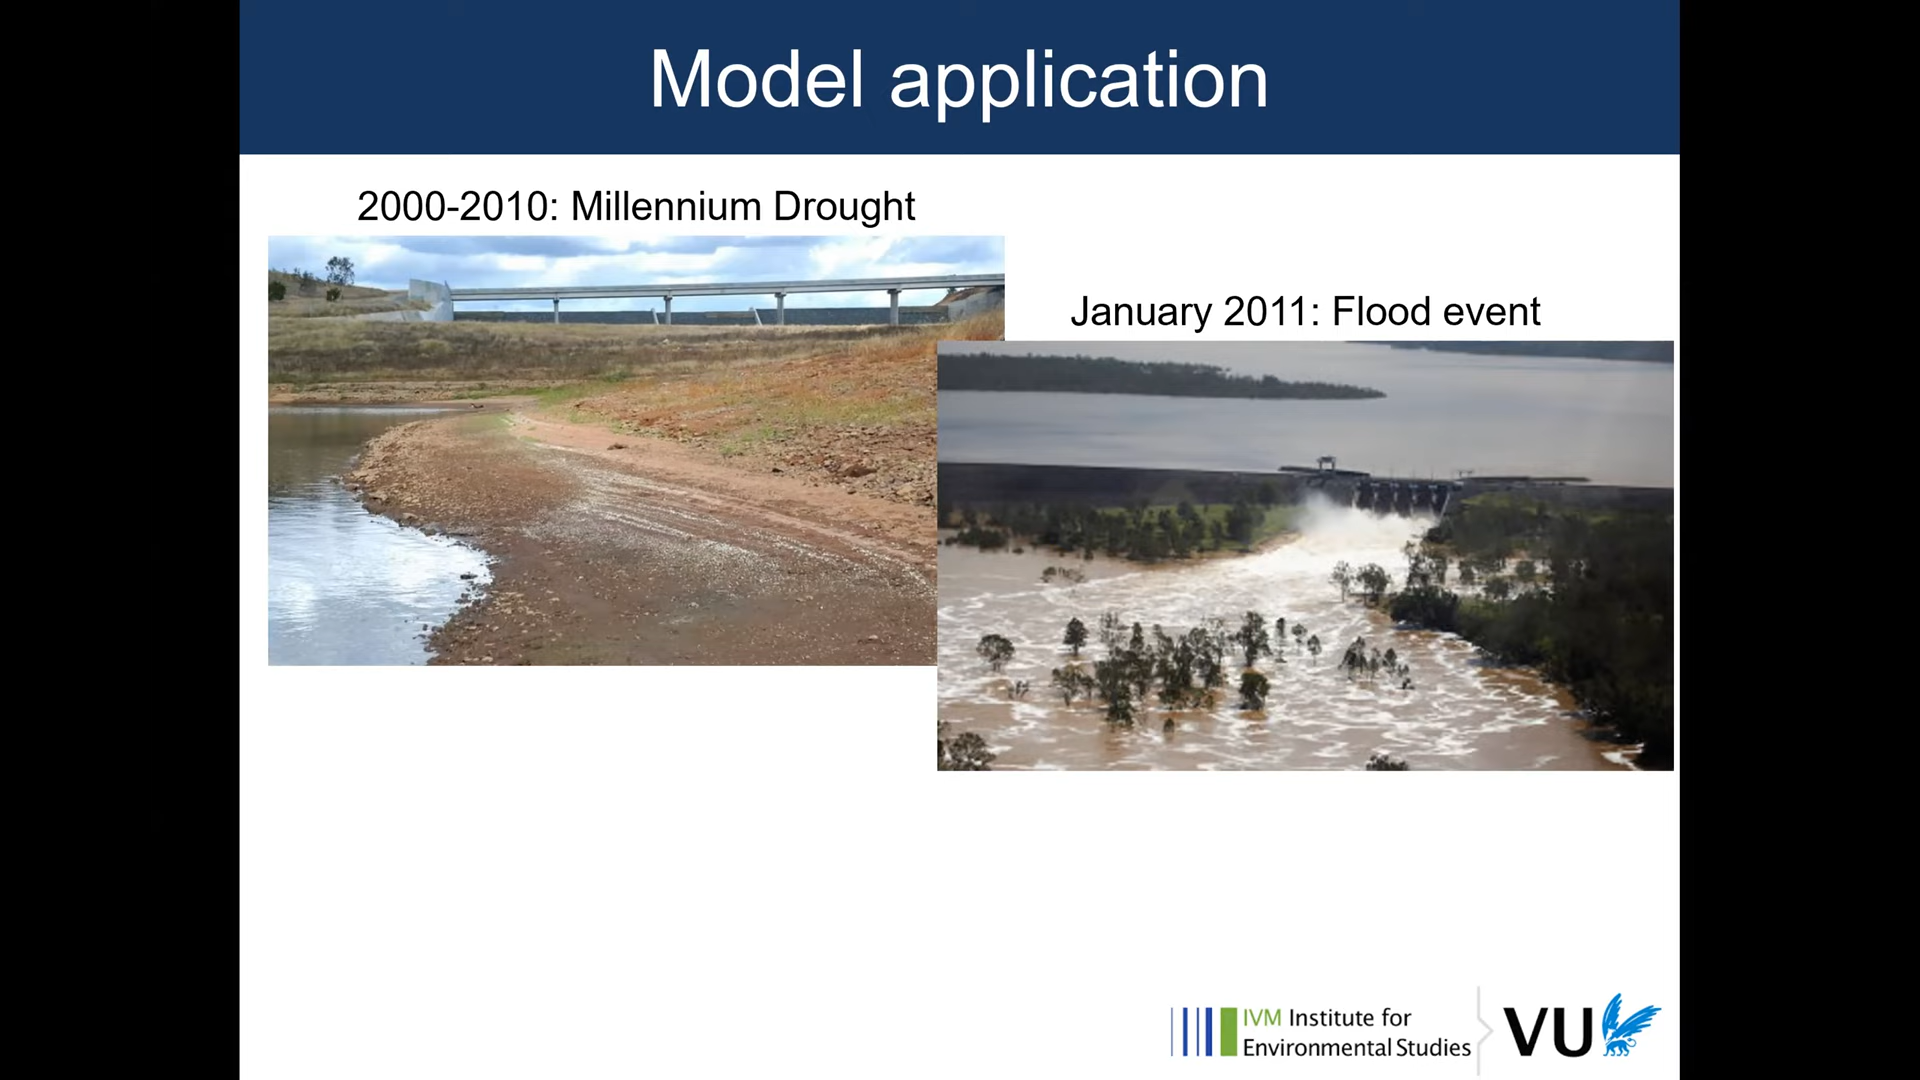 Model application
2000-2010: Millennium Drought
January 2011: Flood event
IVM Institute for
Environmental Studies
VU